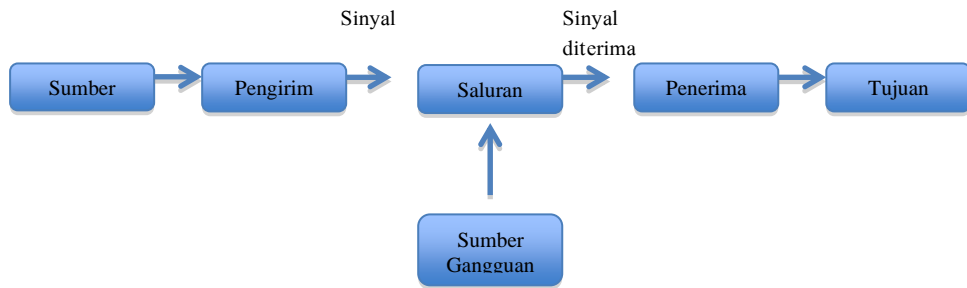 Sinyal
Sinyal
diterima
Sumber
Pengirim
Saluran
Penerima
Tujuan
Sumber
Gangguan